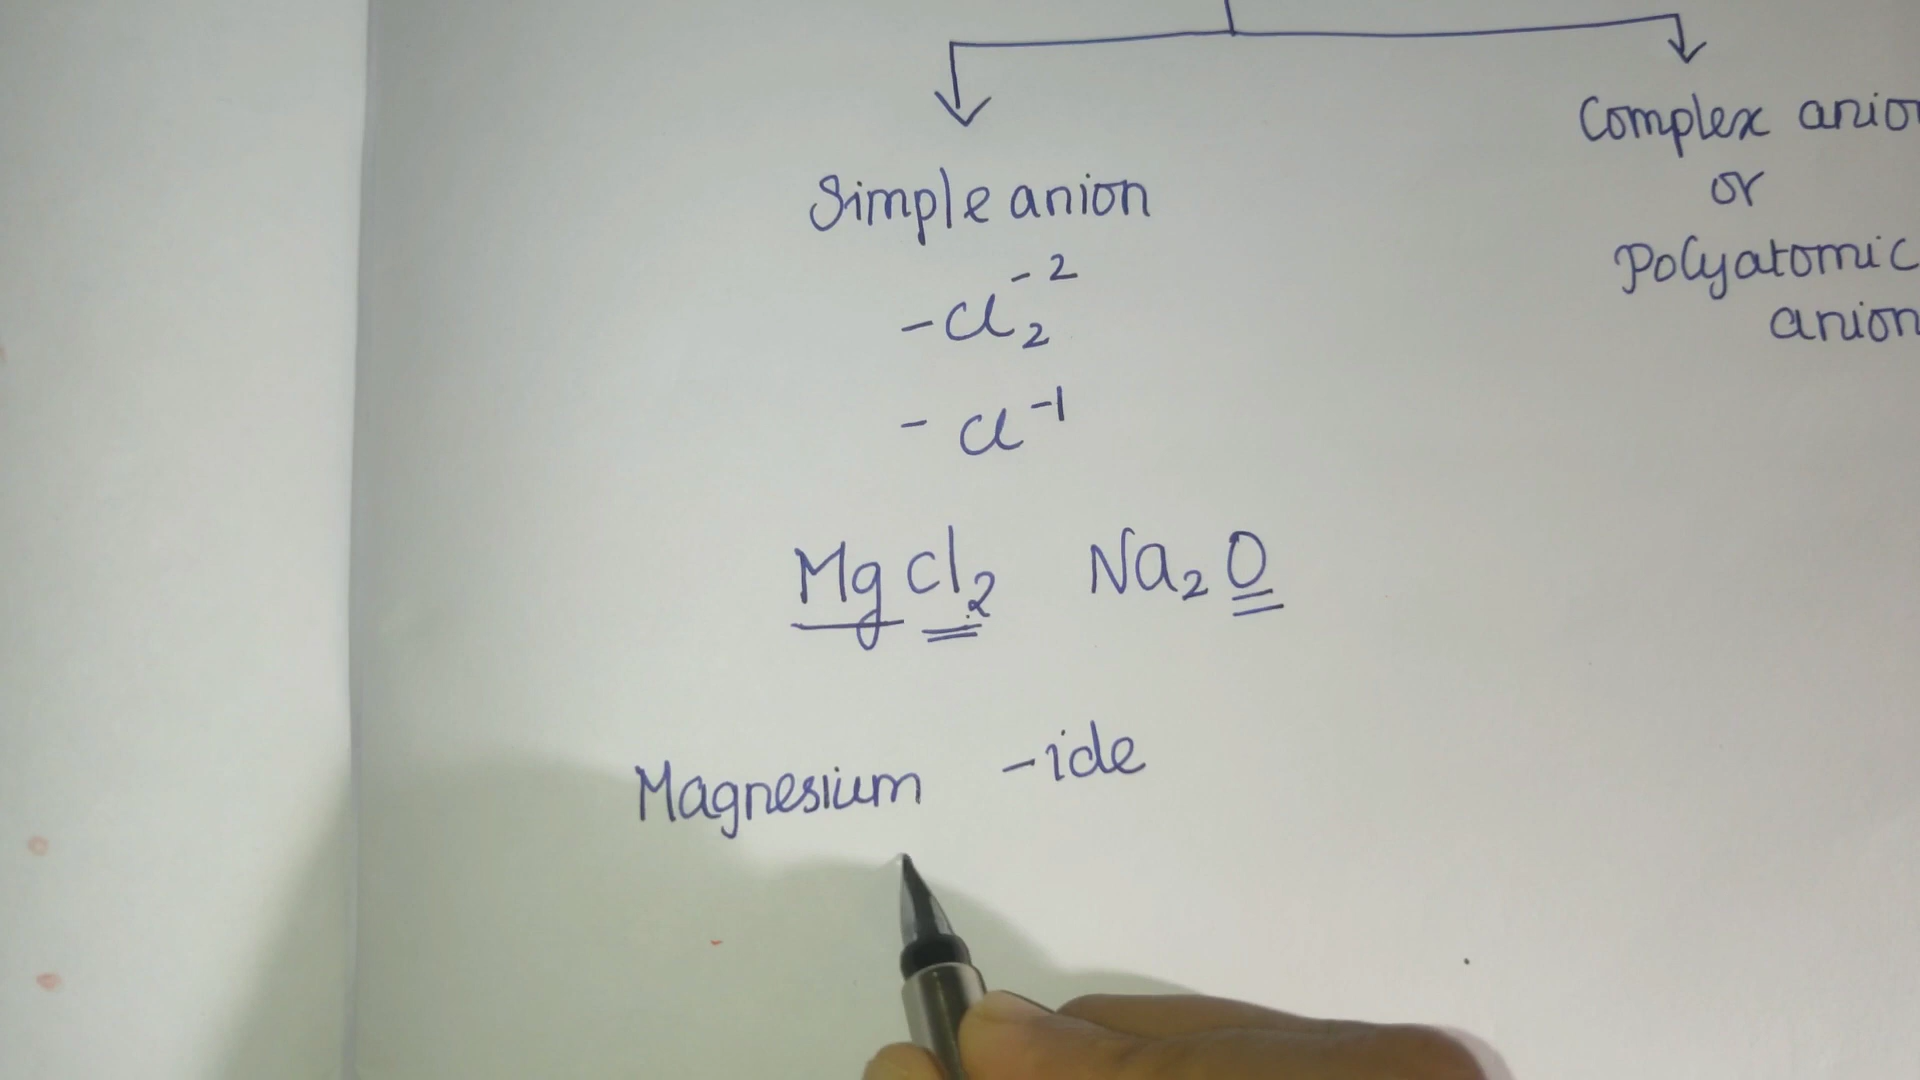 Simple anion
- Cl₂⁻²
- Cl⁻¹
MgCl₂ Na₂O
Magnesium -ide
Complex anion
or
Polyatomic
anion